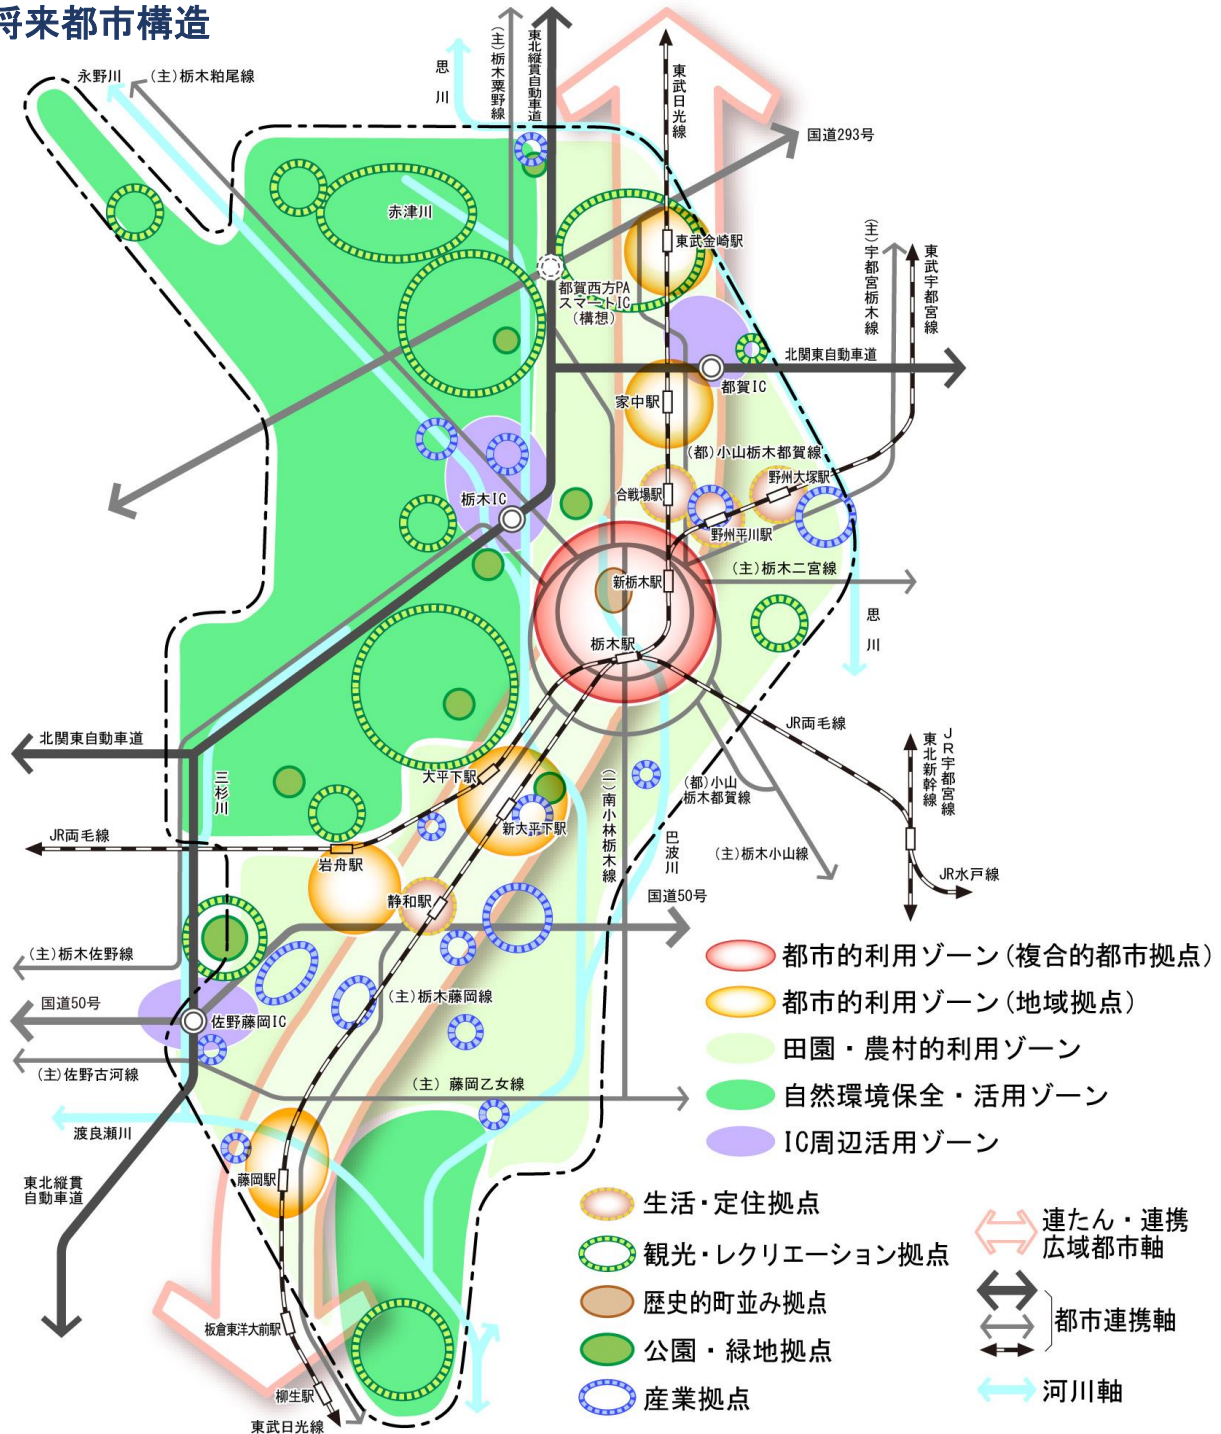 将来都市構造
永野川
(主)栃木粕尾線
思川
(主)栃木粟野線
東北縦貫自動車道
東武日光線
国道293号
赤津川
東武金崎駅
(主)宇都宮栃木線
東武宇都宮線
都賀西方PA
スマートIC
(構想)
北関東自動車道
都賀IC
家中駅
(都)小山栃木都賀線
野州大塚駅
合戦場駅
栃木IC
野州平川駅
新栃木駅
(主)栃木二宮線
思川
栃木駅
JR両毛線
北関東自動車道
JR宇都宮線
東北新幹線
三杉川
大平下駅
(一)南小林栃木線
(都)小山
栃木都賀線
新大平下駅
JR両毛線
巴波川
(主)栃木小山線
岩舟駅
JR水戸線
静和駅
国道50号
(主)栃木佐野線
国道50号
(主)栃木藤岡線
佐野藤岡IC
(主)佐野古河線
(主)藤岡乙女線
渡良瀬川
東北縦貫
自動車道
藤岡駅
板倉東洋大前駅
柳生駅
東武日光線
都市的利用ゾーン(複合的都市拠点)
都市的利用ゾーン(地域拠点)
田園・農村的利用ゾーン
自然環境保全・活用ゾーン
IC周辺活用ゾーン
生活・定住拠点
観光・レクリエーション拠点
歴史的町並み拠点
公園・緑地拠点
産業拠点
連たん・連携
広域都市軸
都市連携軸
河川軸